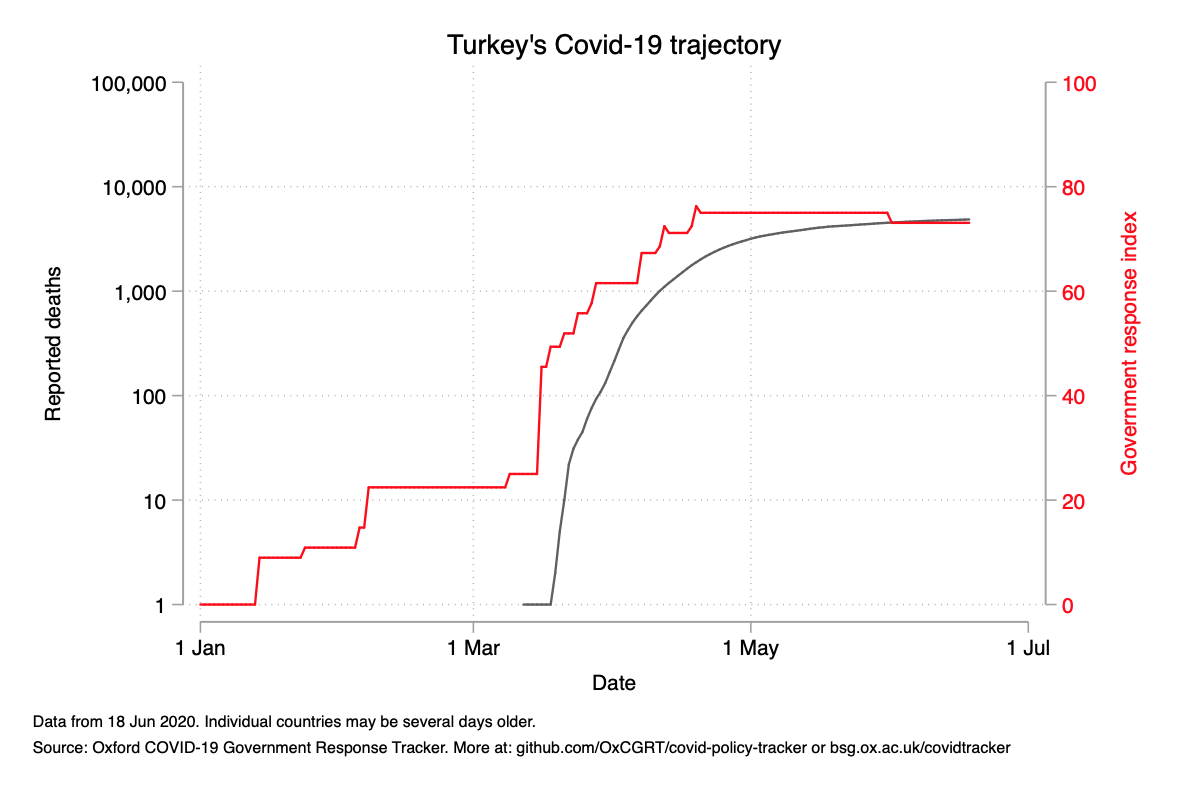 Turkey's Covid-19 trajectory
100,000
10,000
1,000
100
10
1
Reported deaths
100
80
60
40
20
0
Government response index
1 Jan
1 Mar
1 May
1 Jul
Date
Data from 18 Jun 2020. Individual countries may be several days older.
Source: Oxford COVID-19 Government Response Tracker. More at: github.com/OxCGRT/covid-policy-tracker or bsg.ox.ac.uk/covidtracker